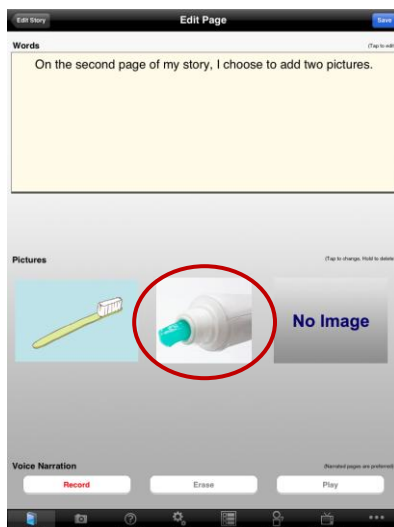 Edit Story Edit Page Save
Words (Tap to edit
On the second page of my story, I choose to add two pictures.
Pictures (Tap to change, Hold to delete
No Image
Voice Narration (Narrated pages are preferred)
Record Erase Play